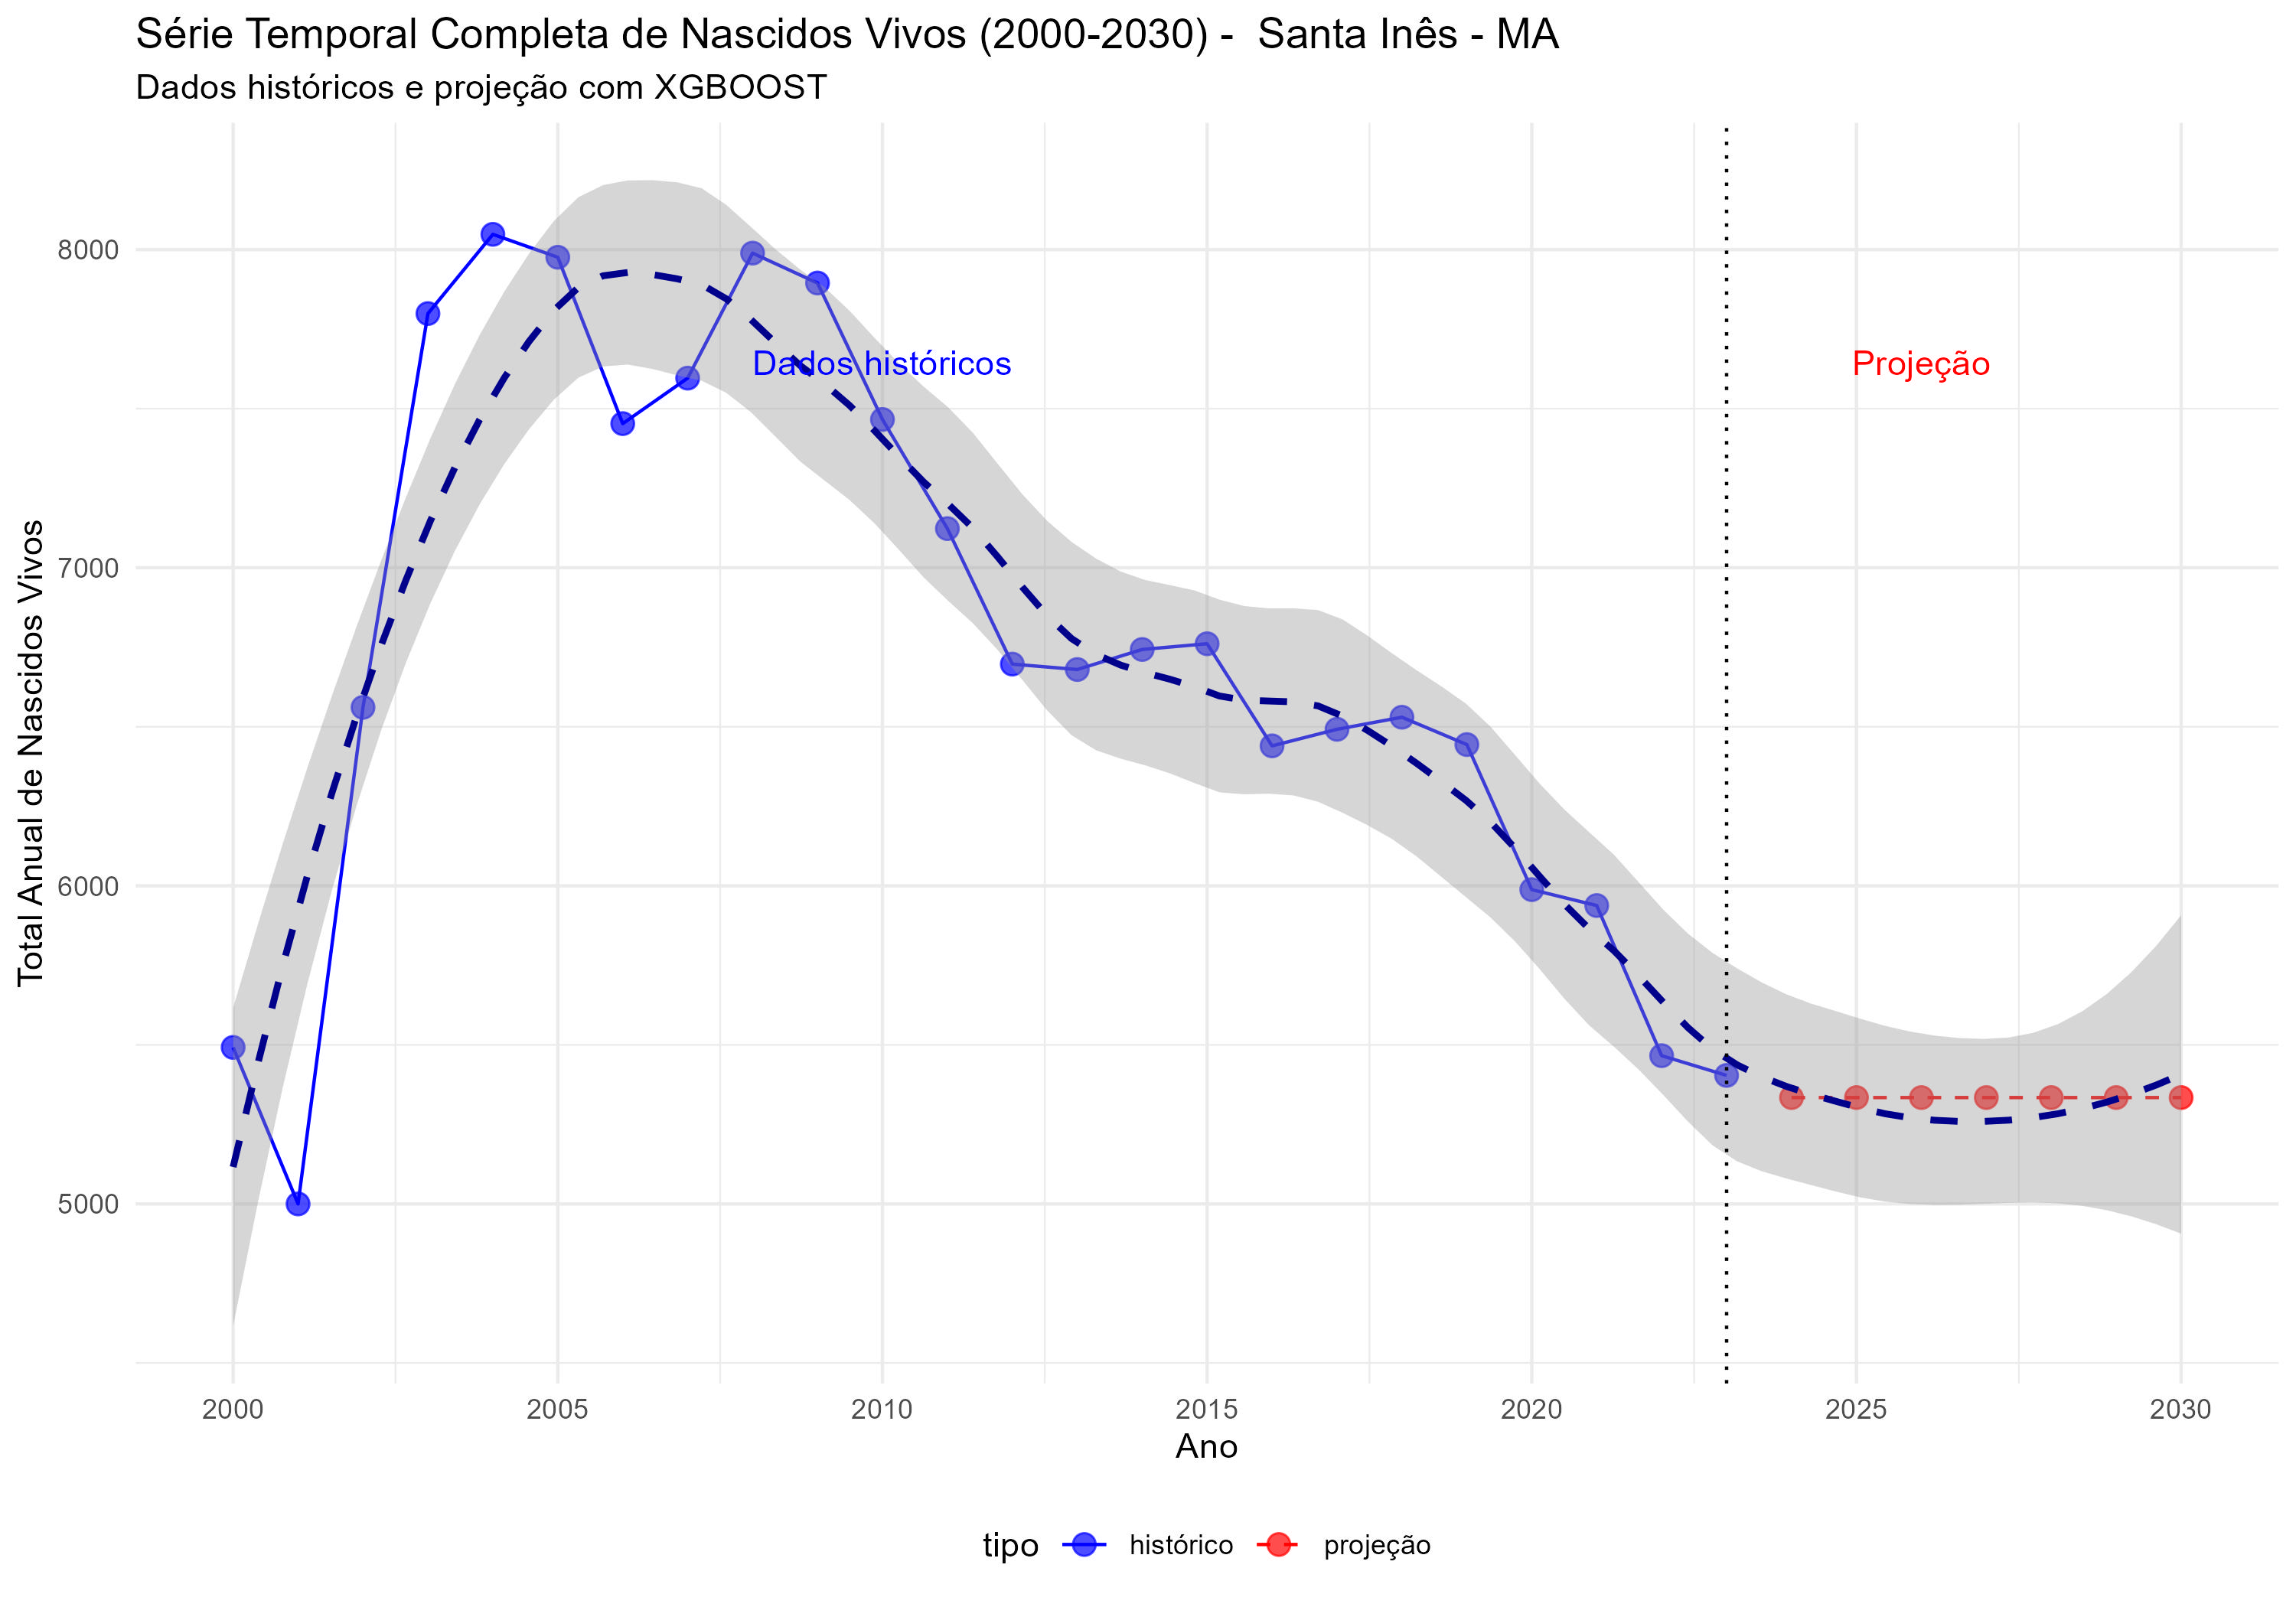 Série Temporal Completa de Nascidos Vivos (2000-2030) -  Santa Inês - MA
Dados históricos e projeção com XGBOOST
Total Anual de Nascidos Vivos
8000
7000
6000
5000
Dados históricos
Projeção
2000
2005
2010
2015
2020
2025
2030
Ano
tipo
histórico
projeção